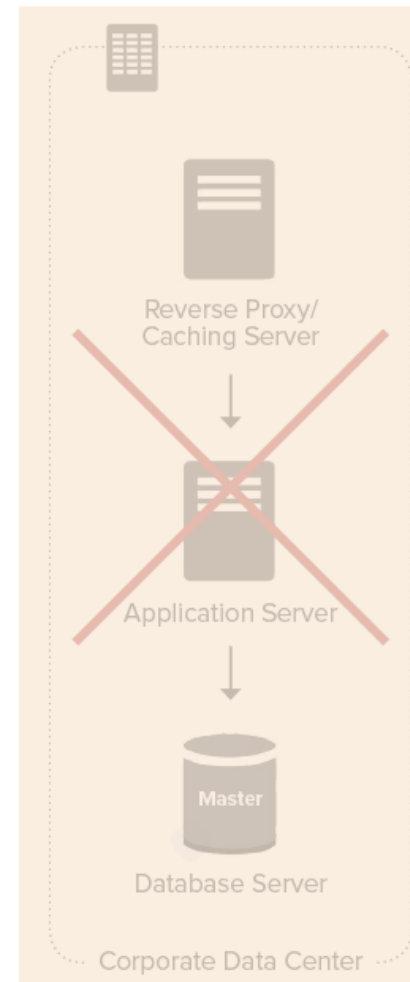 Reverse Proxy/
Caching Server
Application Server
Master
Database Server
Corporate Data Center